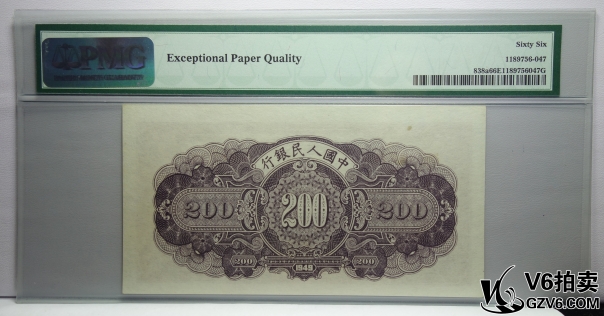 PMG
Exceptional Paper Quality
Sixty Six
1189756-047
838a66E1189756047G
行銀民人國中
200
200
200
200
200
1949
V6拍卖
GZV6.COM